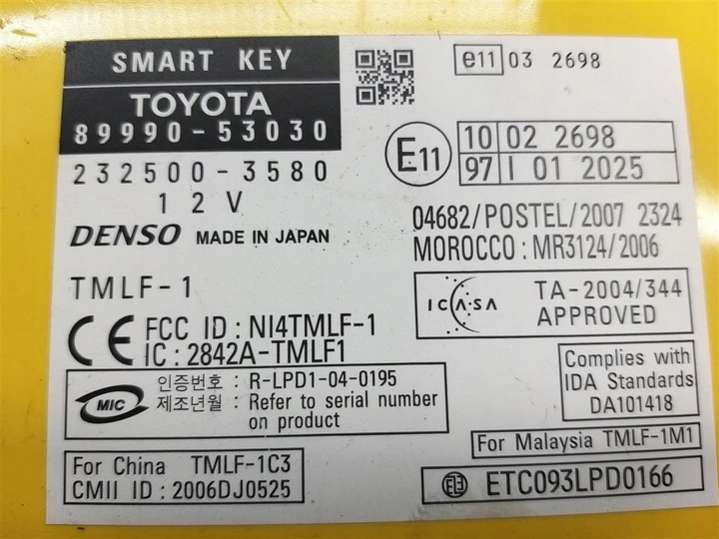 SMART KEY
TOYOTA
89990-53030
232500-3580
12V
DENSO MADE IN JAPAN
TMLF-1
CE FCC ID : NI4TMLF-1
IC : 2842A-TMLF1
MIC 인증번호 : R-LPD1-04-0195
제조년월 : Refer to serial number
on product
For China TMLF-1C3
CMII ID : 2006DJ0525
e11 03 2698
E11 10 02 2698
97 I 01 2025
04682/POSTEL/2007 2324
MOROCCO : MR3124/2006
ICASA TA-2004/344
APPROVED
Complies with
IDA Standards
DA101418
For Malaysia TMLF-1M1
ETC093LPD0166